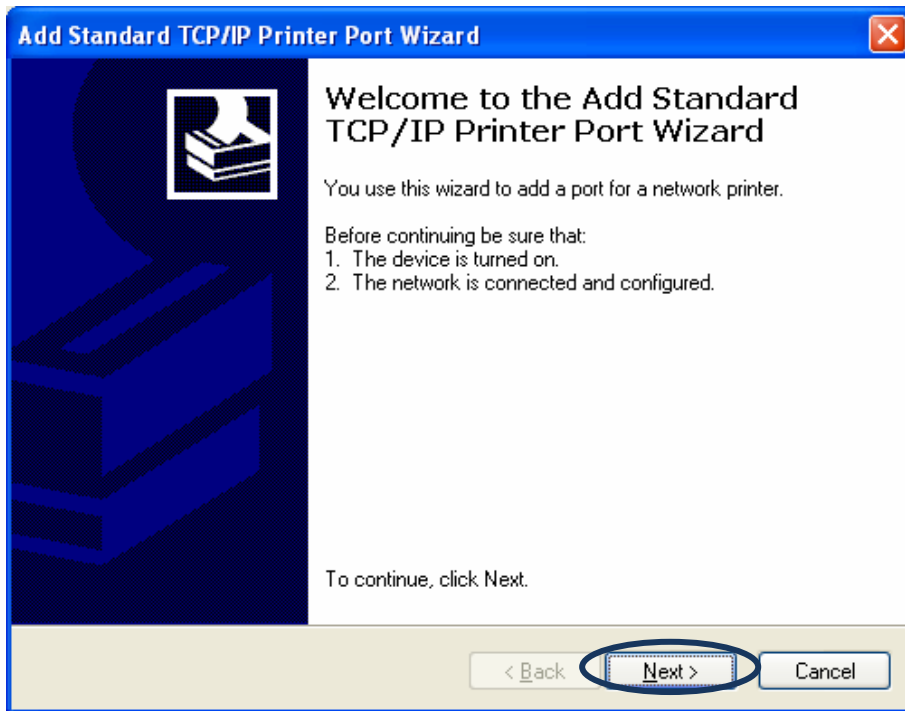 Add Standard TCP/IP Printer Port Wizard
Welcome to the Add Standard
TCP/IP Printer Port Wizard
You use this wizard to add a port for a network printer.
Before continuing be sure that:
1. The device is turned on.
2. The network is connected and configured.
To continue, click Next.
< Back Next > Cancel